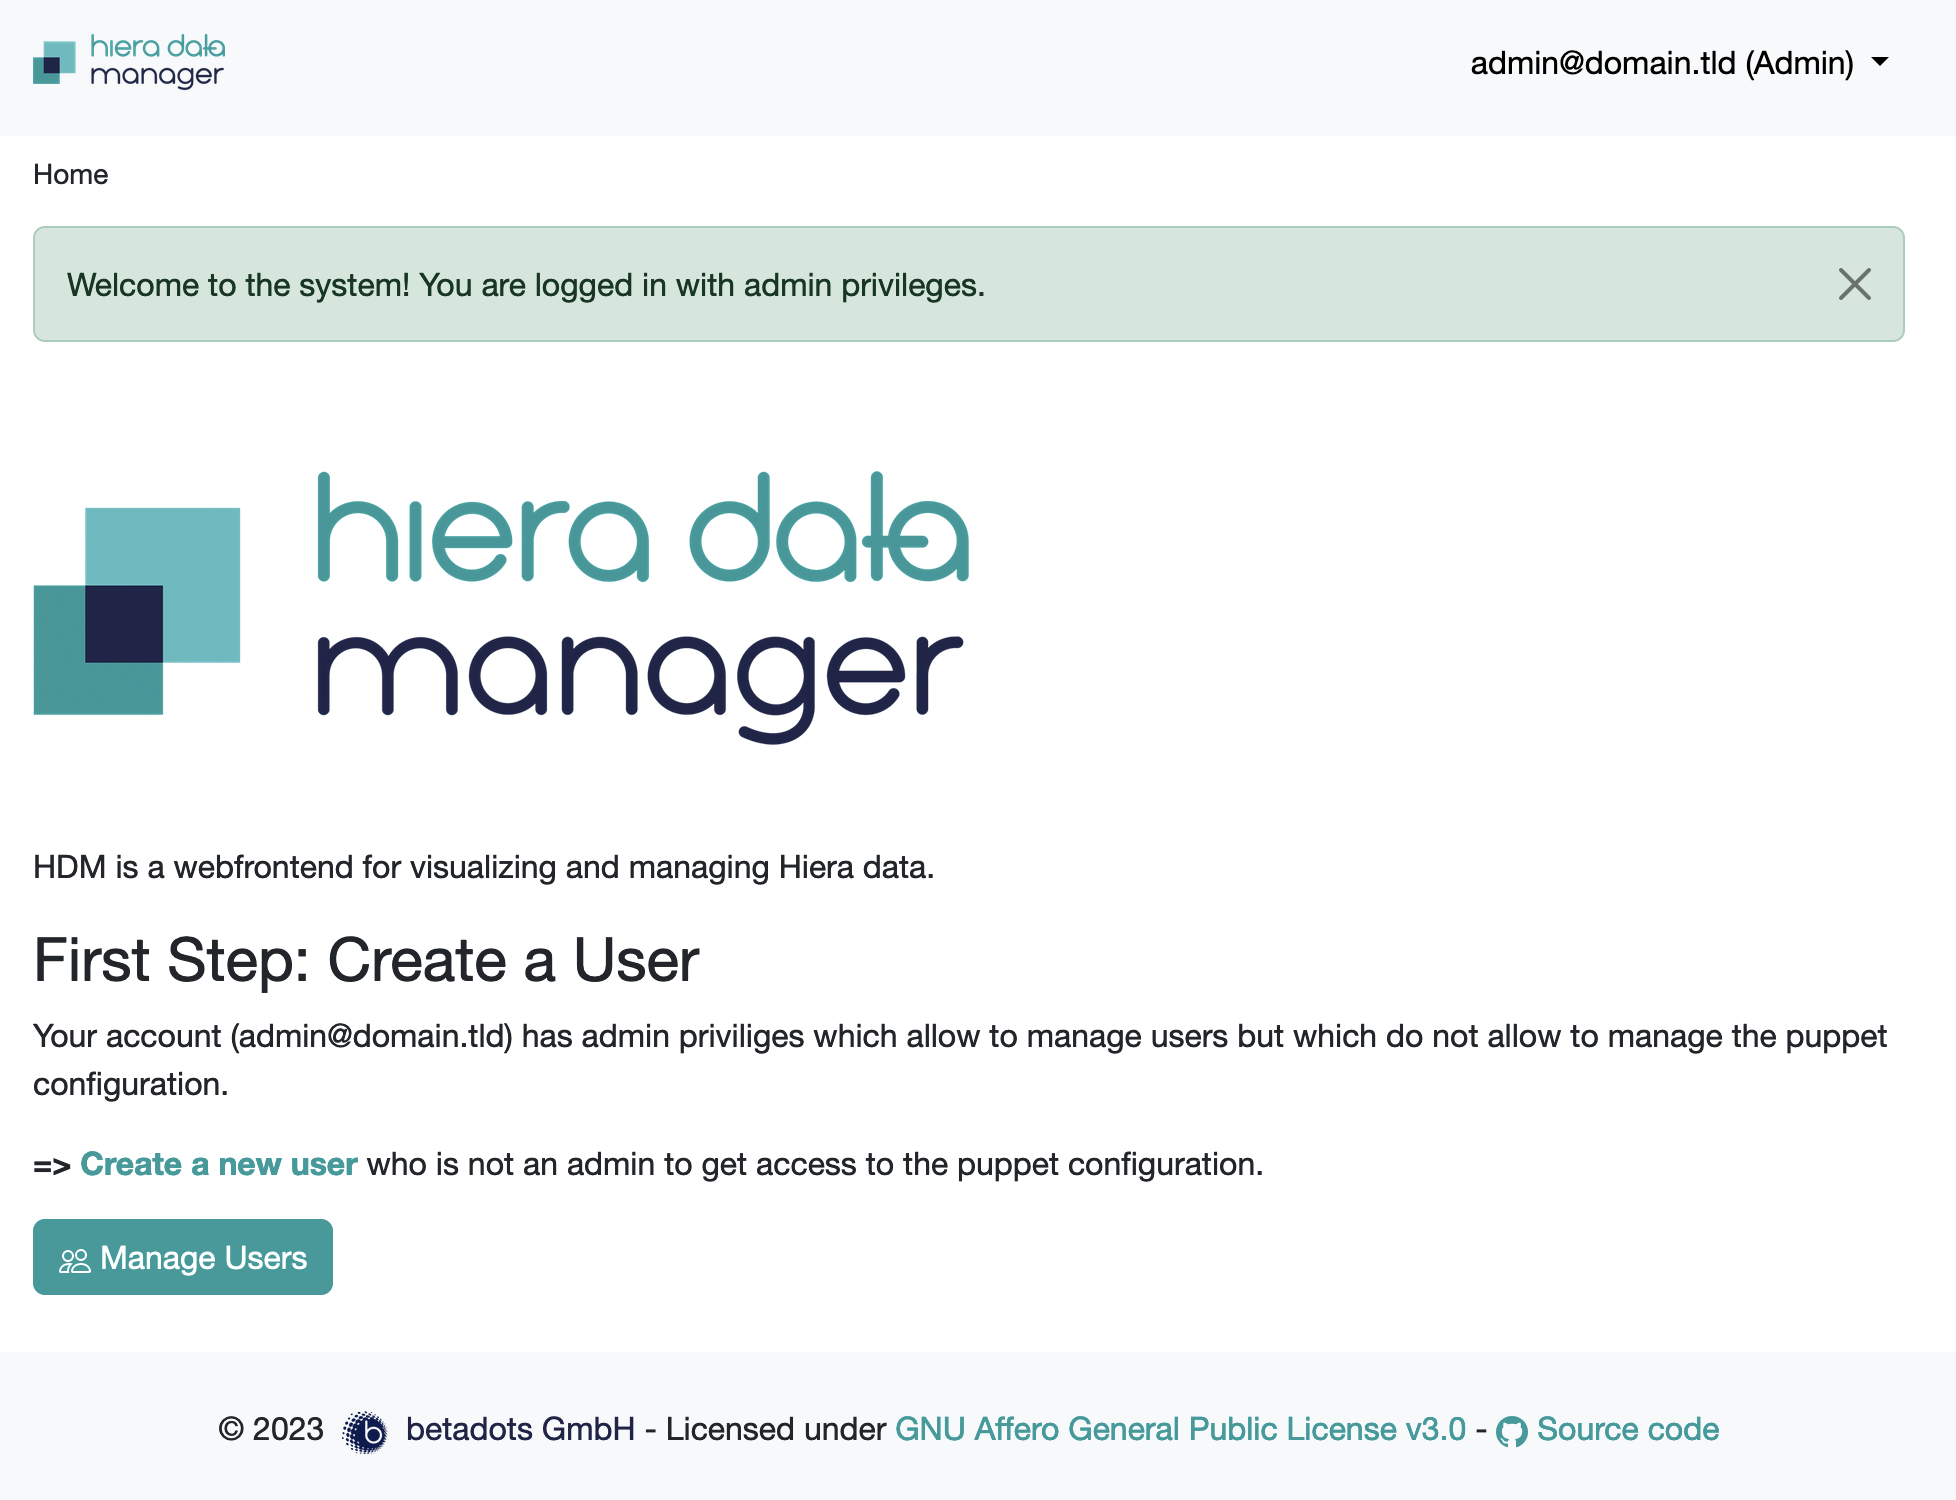 hiera data
manager
admin@domain.tld (Admin)
Home
Welcome to the system! You are logged in with admin privileges.
hiera data
manager
HDM is a webfrontend for visualizing and managing Hiera data.
First Step: Create a User
Your account (admin@domain.tld) has admin priviliges which allow to manage users but which do not allow to manage the puppet
configuration.
=> Create a new user who is not an admin to get access to the puppet configuration.
Manage Users
© 2023 b betadots GmbH - Licensed under GNU Affero General Public License v3.0 - Source code